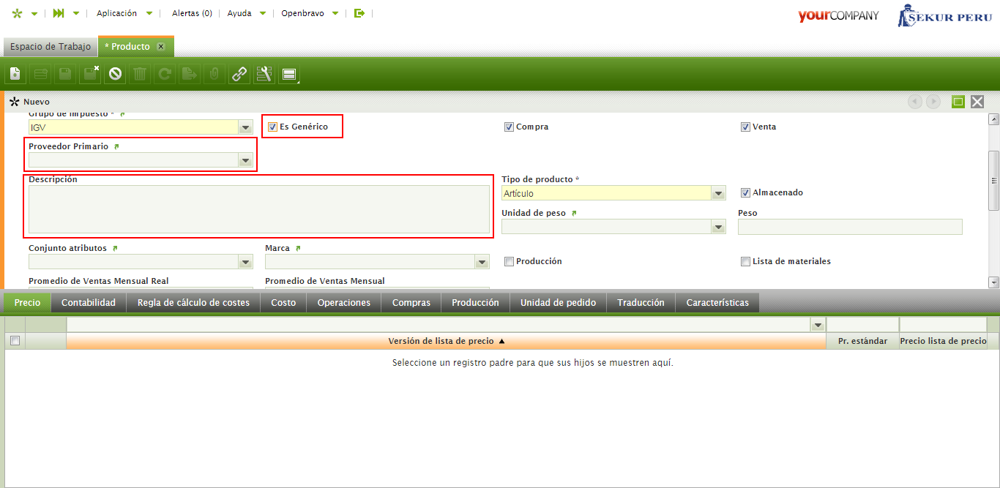 Aplicación
Alertas (0)
Ayuda
Openbravo
yourCOMPANY
SEKUR PERU
Espacio de Trabajo
* Producto
Nuevo
Grupo de impuesto *
IGV
Es Genérico
Compra
Venta
Proveedor Primario
Descripción
Tipo de producto *
Artículo
Almacenado
Unidad de peso
Peso
Conjunto atributos
Marca
Producción
Lista de materiales
Promedio de Ventas Mensual Real
Promedio de Ventas Mensual
Precio
Contabilidad
Regla de cálculo de costes
Costo
Operaciones
Compras
Producción
Unidad de pedido
Traducción
Características
Versión de lista de precio
Pr. estándar
Precio lista de precio
Seleccione un registro padre para que sus hijos se muestren aquí.